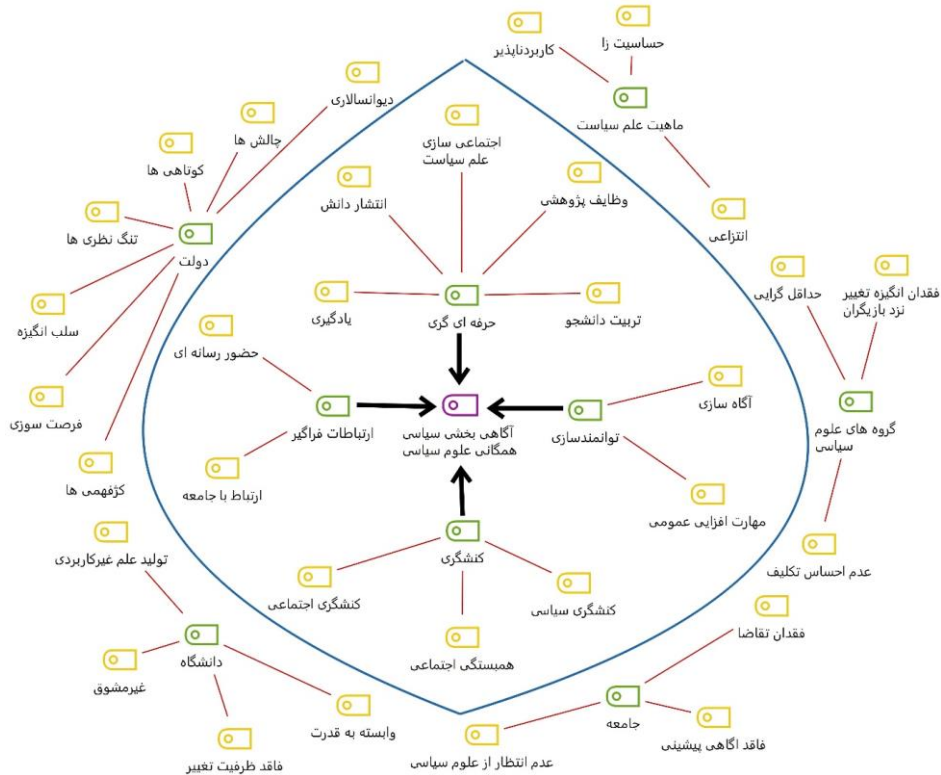 حساسیت زا
کاربردناپذیر
ماهیت علم سیاست
انتزاعی
دیوانسالاری
چالش ها
کوتاهی ها
تنگ نظری ها
دولت
سلب انگیزه
فرصت سوزی
کژفهمی ها
اجتماعی سازی
علم سیاست
وظایف پژوهشی
انتشار دانش
تربیت دانشجو
حرفه ای گری
یادگیری
فقدان انگیزه تغییر
نزد بازیگران
حداقل گرایی
گروه های علوم
سیاسی
عدم احساس تکلیف
حضور رسانه ای
ارتباطات فراگیر
ارتباط با جامعه
آگاهی بخشی سیاسی
همگانی علوم سیاسی
آگاه سازی
توانمندسازی
مهارت افزایی عمومی
کنشگری
کنشگری سیاسی
کنشگری اجتماعی
همبستگی اجتماعی
تولید علم غیرکاربردی
دانشگاه
غیرمشوق
وابسته به قدرت
فاقد ظرفیت تغییر
فقدان تقاضا
جامعه
فاقد اگاهی پیشینی
عدم انتظار از علوم سیاسی